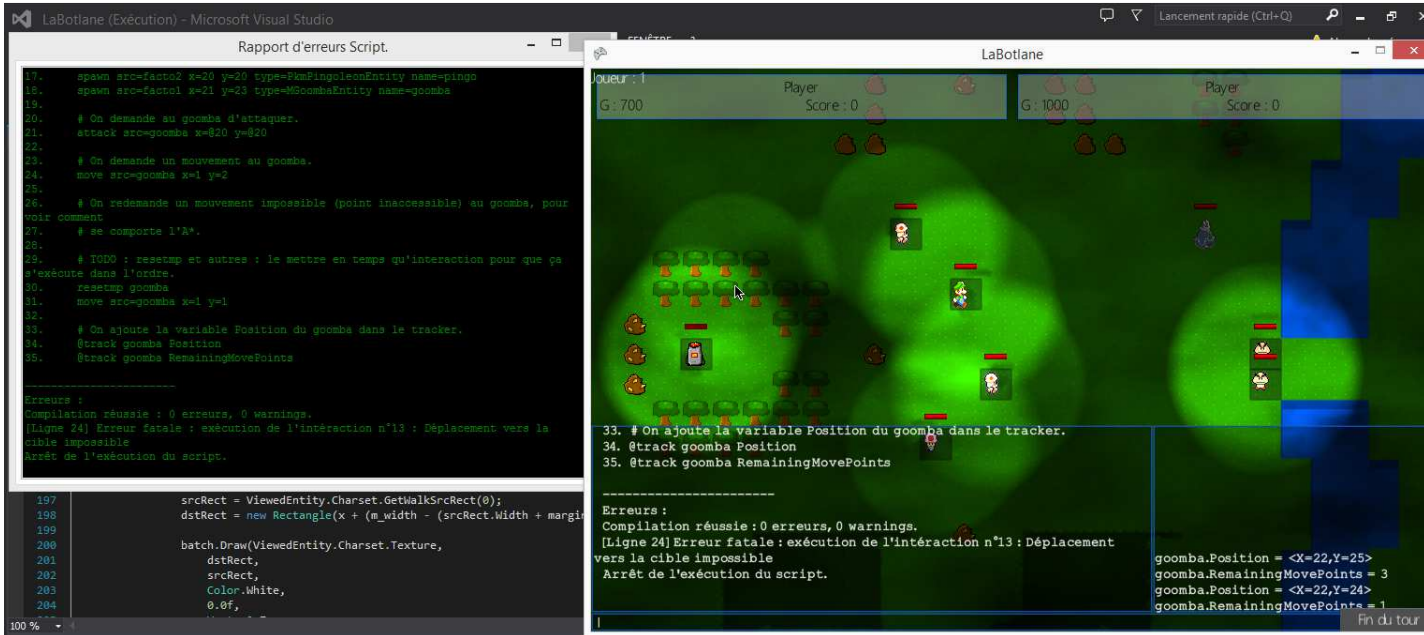 LaBotlane (Exécution) - Microsoft Visual Studio
Lancement rapide (Ctrl+Q)
Rapport d'erreurs Script.
17. spawn src=facto2 x=20 y=20 type=PkmPingoleonEntity name=pingo
18. spawn src=facto1 x=21 y=23 type=MGoombaEntity name=goomba
19.
20. # On demande au goomba d'attaquer.
21. attack src=goomba x=@20 y=@20
22.
23. # On demande un mouvement au goomba.
24. move src=goomba x=1 y=2
25.
26. # On redemande un mouvement impossible (point inaccessible) au goomba, pour
voir comment
27. # se comporte l'A*.
28.
29. # TODO : resetmp et autres : le mettre en temps qu'interaction pour que ça
s'exécute dans l'ordre.
30. resetmp goomba
31. move src=goomba x=1 y=1
32.
33. # On ajoute la variable Position du goomba dans le tracker.
34. @track goomba Position
35. @track goomba RemainingMovePoints
-----------------------
Erreurs :
Compilation réussie : 0 erreurs, 0 warnings.
[Ligne 24] Erreur fatale : exécution de l'intéraction n°13 : Déplacement vers la
cible impossible
Arrêt de l'exécution du script.
197 srcRect = ViewedEntity.Charset.GetWalkSrcRect(0);
198 dstRect = new Rectangle(x + (m_width - (srcRect.Width + margin
199
200 batch.Draw(ViewedEntity.Charset.Texture,
201 dstRect,
202 srcRect,
203 Color.White,
204 0.0f,
100 %
LaBotlane
Joueur : 1
Player
G : 700 Score : 0
Player
G : 1000 Score : 0
33. # On ajoute la variable Position du goomba dans le tracker.
34. @track goomba Position
35. @track goomba RemainingMovePoints
-----------------------
Erreurs :
Compilation réussie : 0 erreurs, 0 warnings.
[Ligne 24] Erreur fatale : exécution de l'intéraction n°13 : Déplacement
vers la cible impossible
Arrêt de l'exécution du script.
goomba.Position = <X=22,Y=25>
goomba.RemainingMovePoints = 3
goomba.Position = <X=22,Y=24>
goomba.RemainingMovePoints = 1
Fin du tour